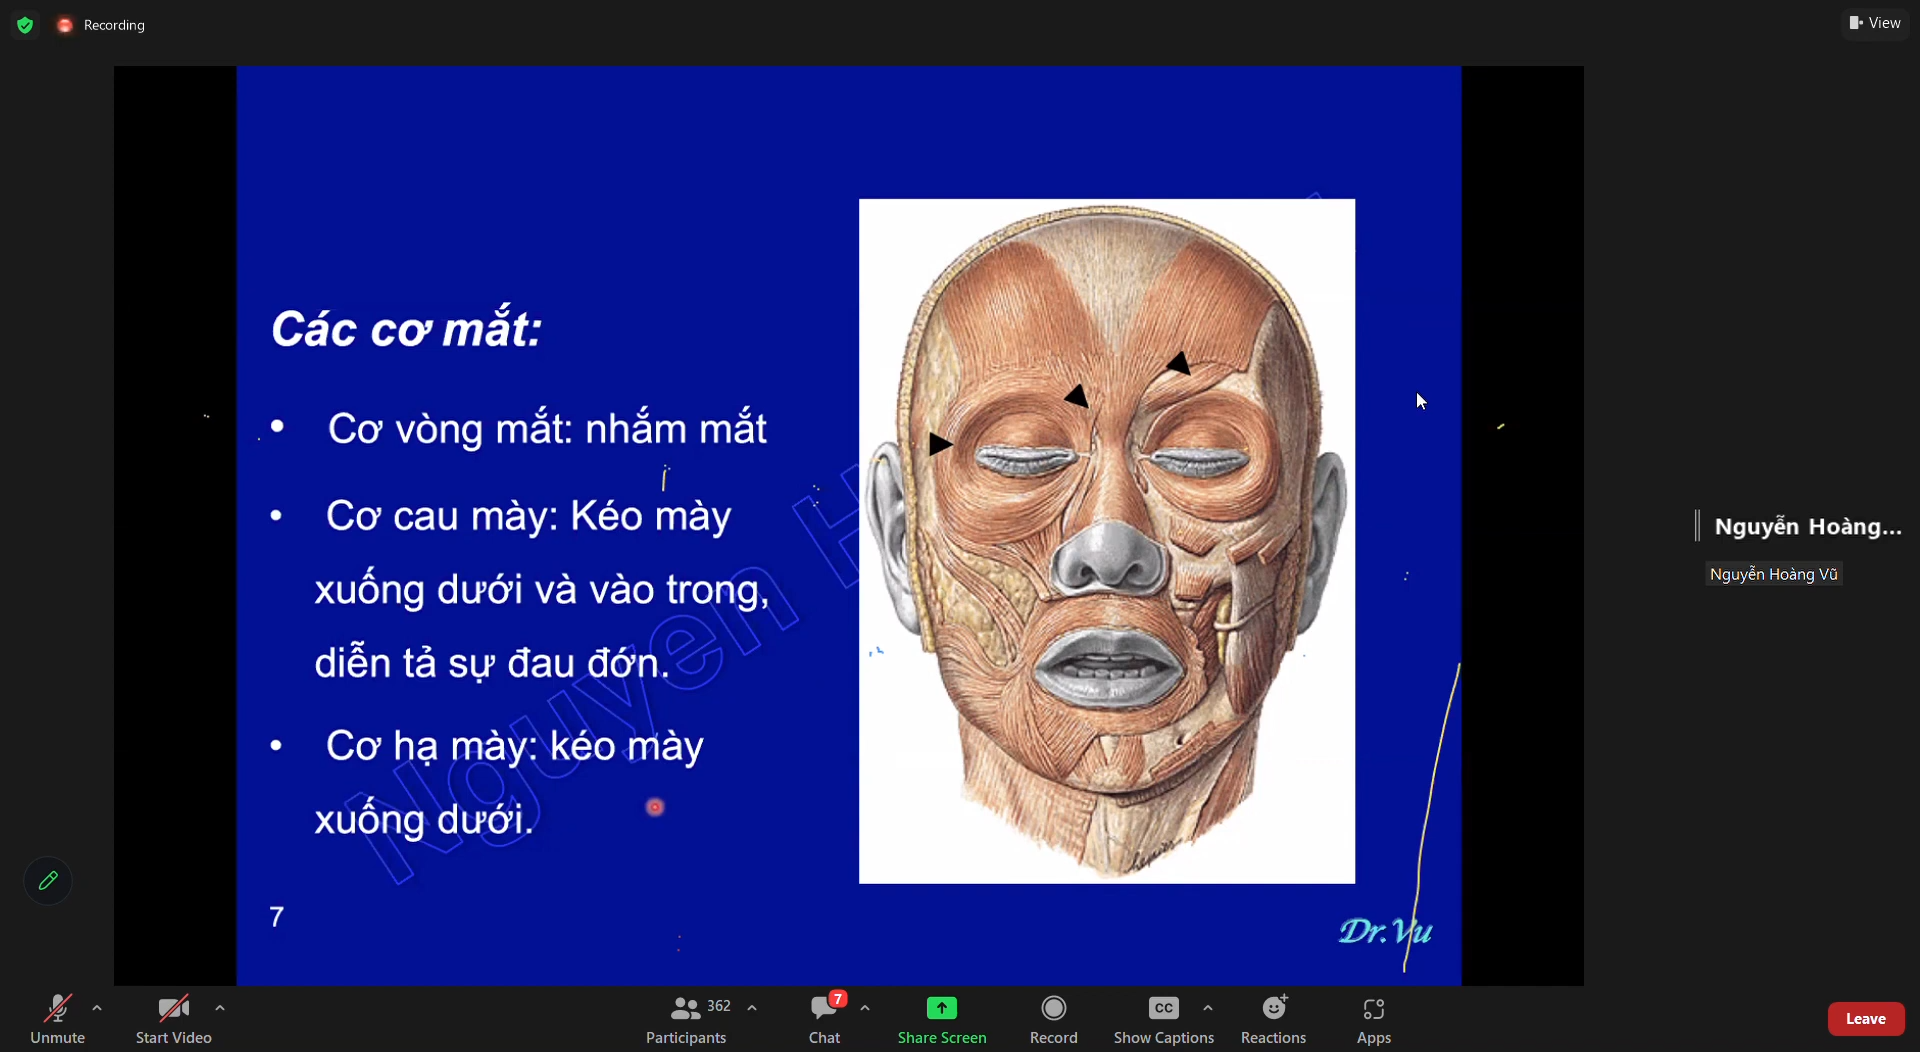 Recording
View
Các cơ mắt:
• Cơ vòng mắt: nhắm mắt
• Cơ cau mày: Kéo mày
xuống dưới và vào trong,
diễn tả sự đau đớn.
• Cơ hạ mày: kéo mày
xuống dưới.
Nguyen H
7
Dr.Vu
Nguyễn Hoàng...
Nguyễn Hoàng Vũ
Unmute
Start Video
362
Participants
7
Chat
Share Screen
Record
CC
Show Captions
Reactions
Apps
Leave